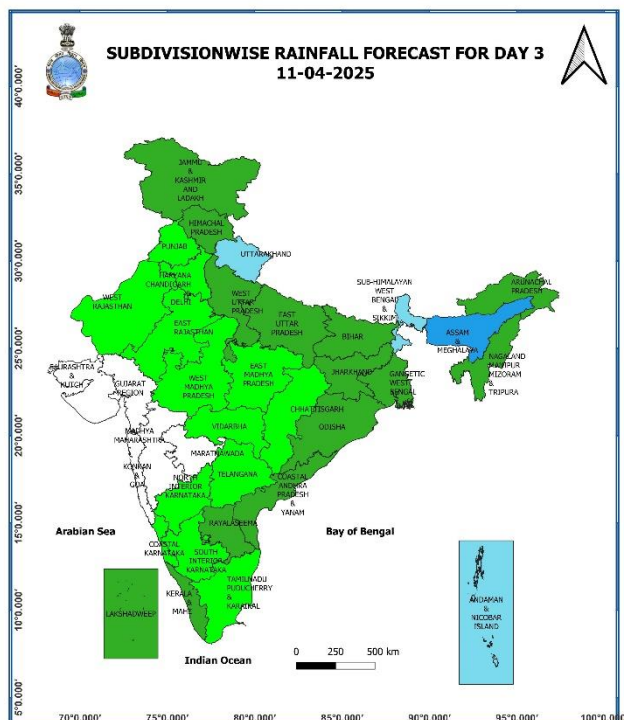 SUBDIVISIONWISE RAINFALL FORECAST FOR DAY 3
11-04-2025
40°0.000'
35°0.000'
30°0.000'
25°0.000'
20°0.000'
15°0.000'
10°0.000'
5°0.000'
JAMMU
&
KASHMIR
AND
LADAKH
HIMACHAL
PRADESH
PUNJAB
UTTARAKHAND
HARYANA
CHANDIGARH
DELHI
WEST
RAJASTHAN
WEST
UTTAR
PRADESH
EAST
UTTAR
PRADESH
SUB-HIMALAYAN
WEST
BENGAL
&
SIKKIM
ARUNACHAL
PRADESH
EAST
RAJASTHAN
BIHAR
ASSAM
&
MEGHALAYA
SAURASHTRA
&
KUTCH
GUJARAT
REGION
WEST
MADHYA
PRADESH
EAST
MADHYA
PRADESH
JHARKHAND
GANGETIC
WEST
BENGAL
NAGALAND
MANIPUR
MIZORAM
&
TRIPURA
CHHATTISGARH
VIDARBHA
ODISHA
MADHYA
MAHARASHTRA
MARATHWADA
KONKAN
&
GOA
NORTH
INTERIOR
KARNATAKA
TELANGANA
COASTAL
ANDHRA
PRADESH
&
YANAM
RAYALASEEMA
Arabian Sea
Bay of Bengal
COASTAL
KARNATAKA
SOUTH
INTERIOR
KARNATAKA
TAMILNADU
PUDUCHERRY
&
KARAIKAL
KERALA
&
MAHE
LAKSHADWEEP
ANDAMAN
&
NICOBAR
ISLAND
Indian Ocean
0 250 500 km
70°0.000' 75°0.000' 80°0.000' 85°0.000' 90°0.000' 95°0.000' 100°0.000'